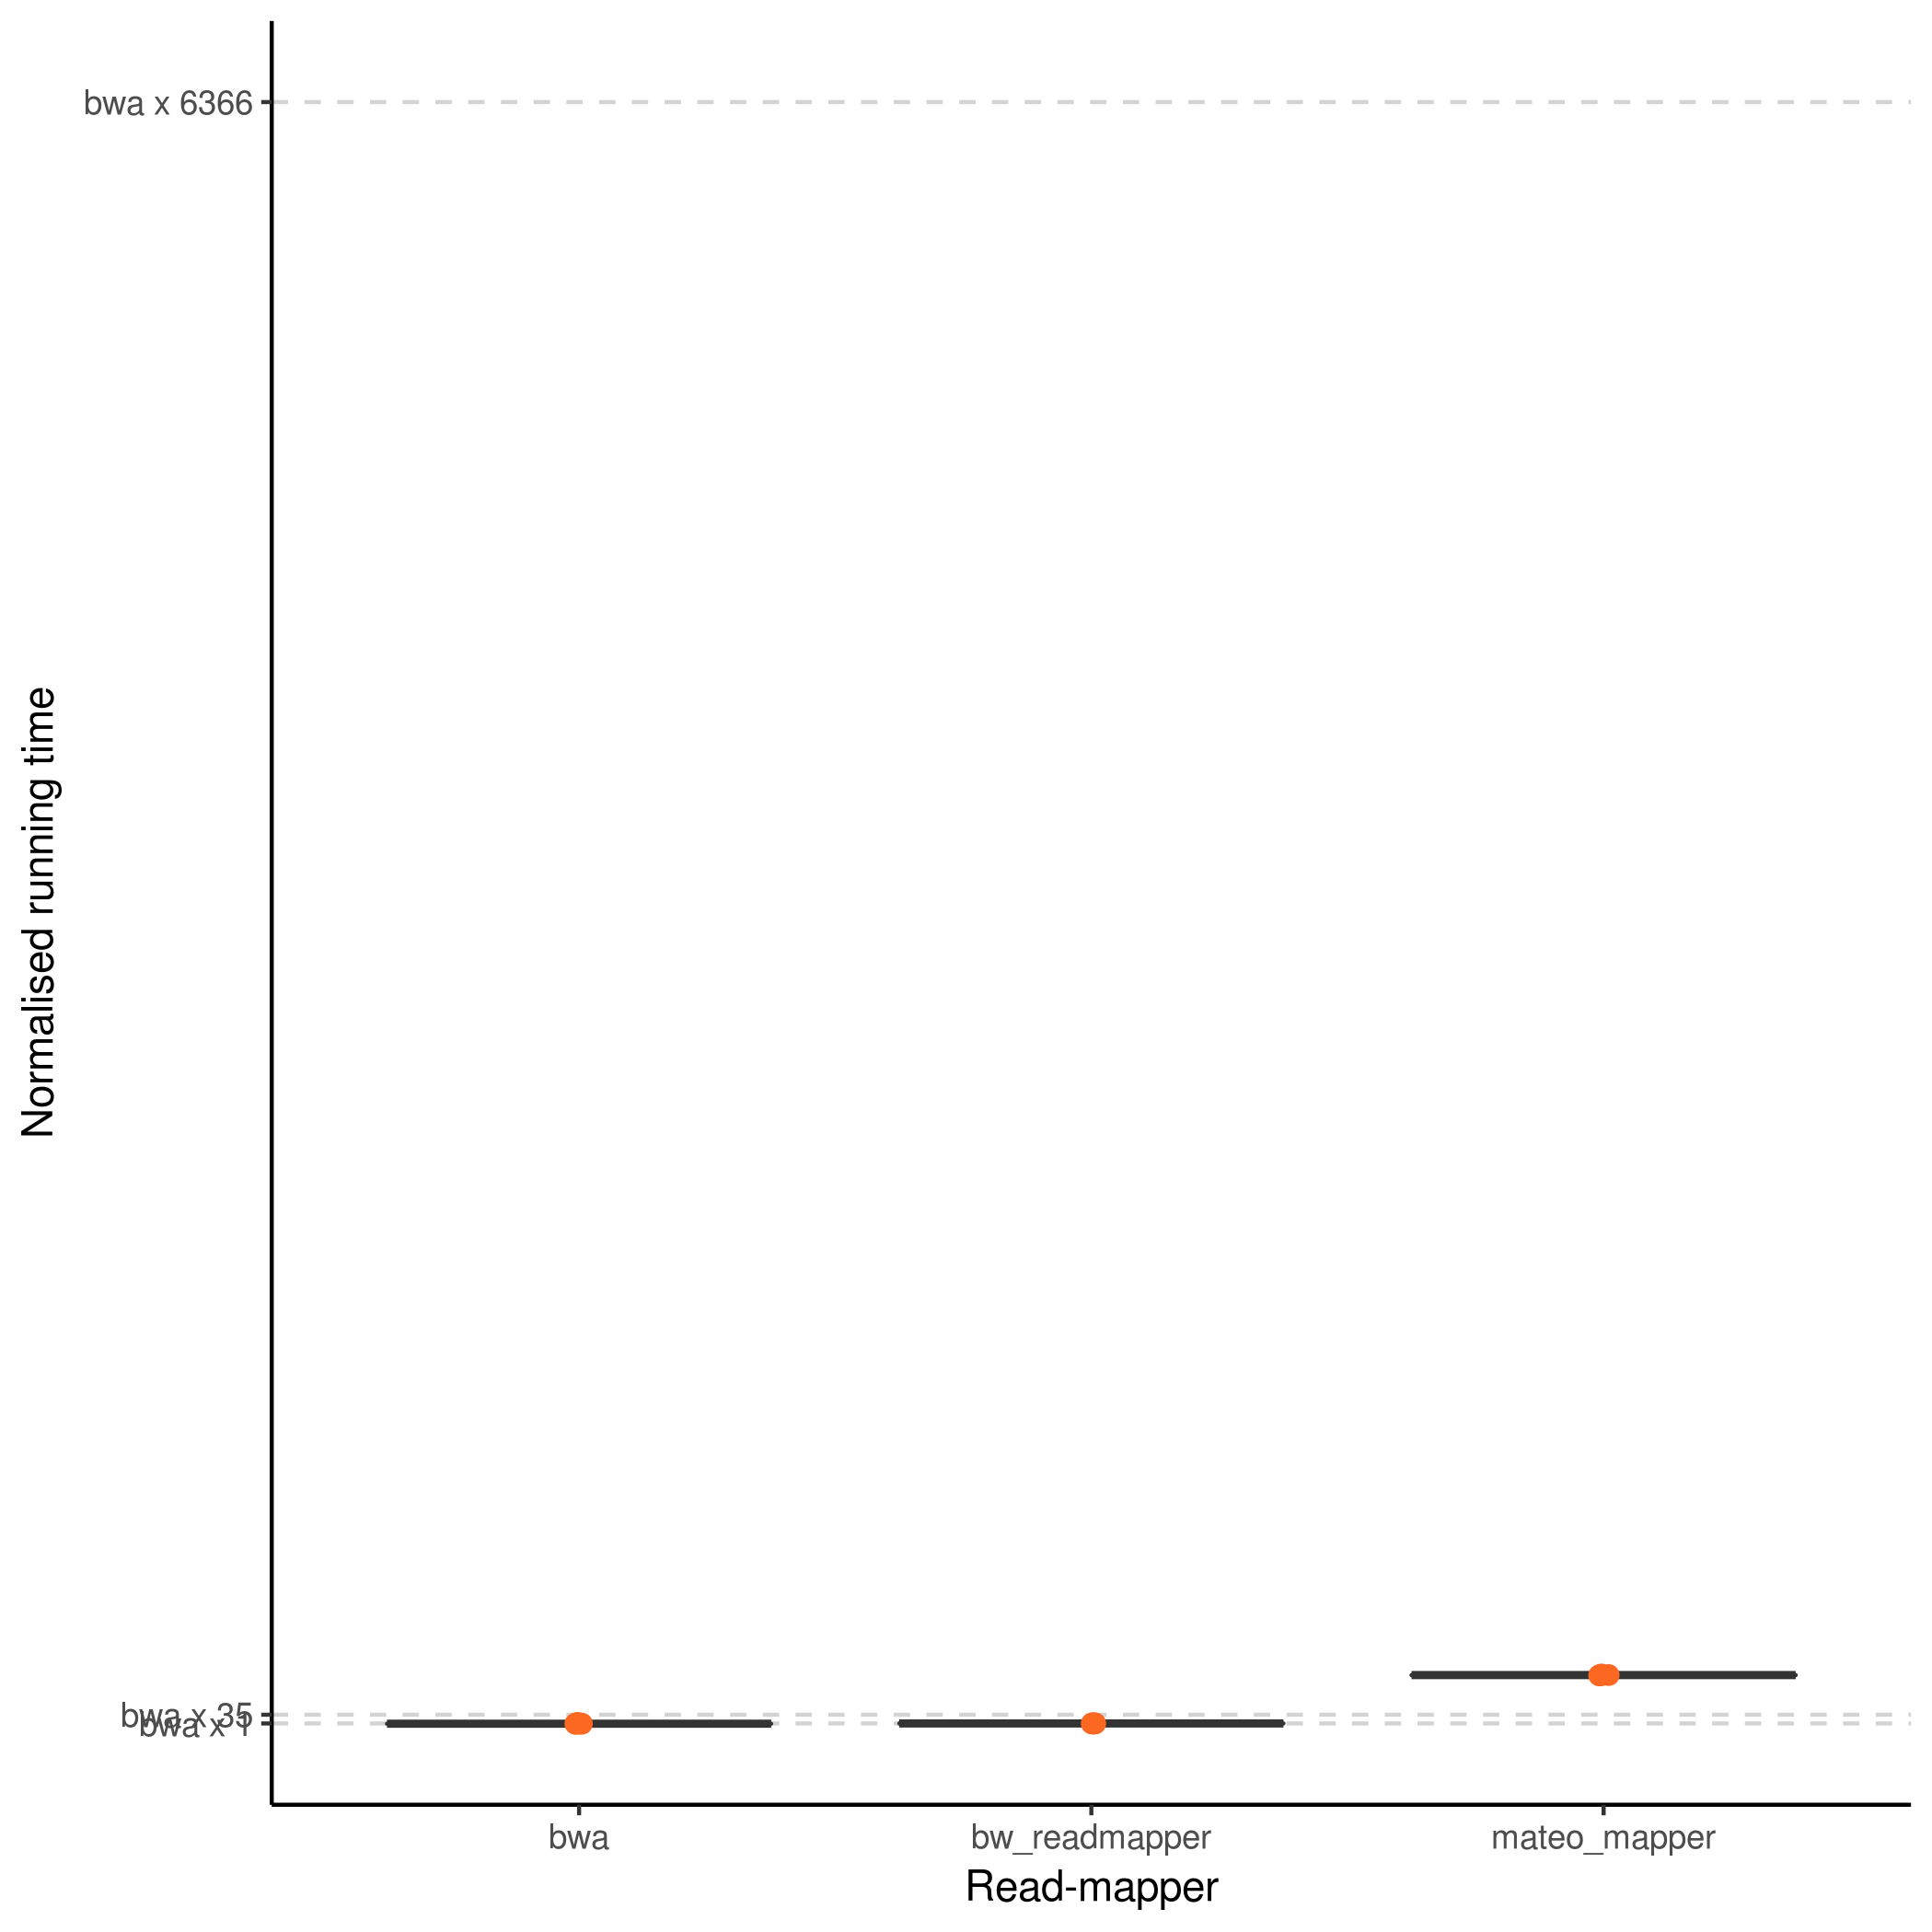 bwa x 6366
Normalised running time
bwa x 35
bwa x 1
bwa
bw_readmapper
mateo_mapper
Read-mapper